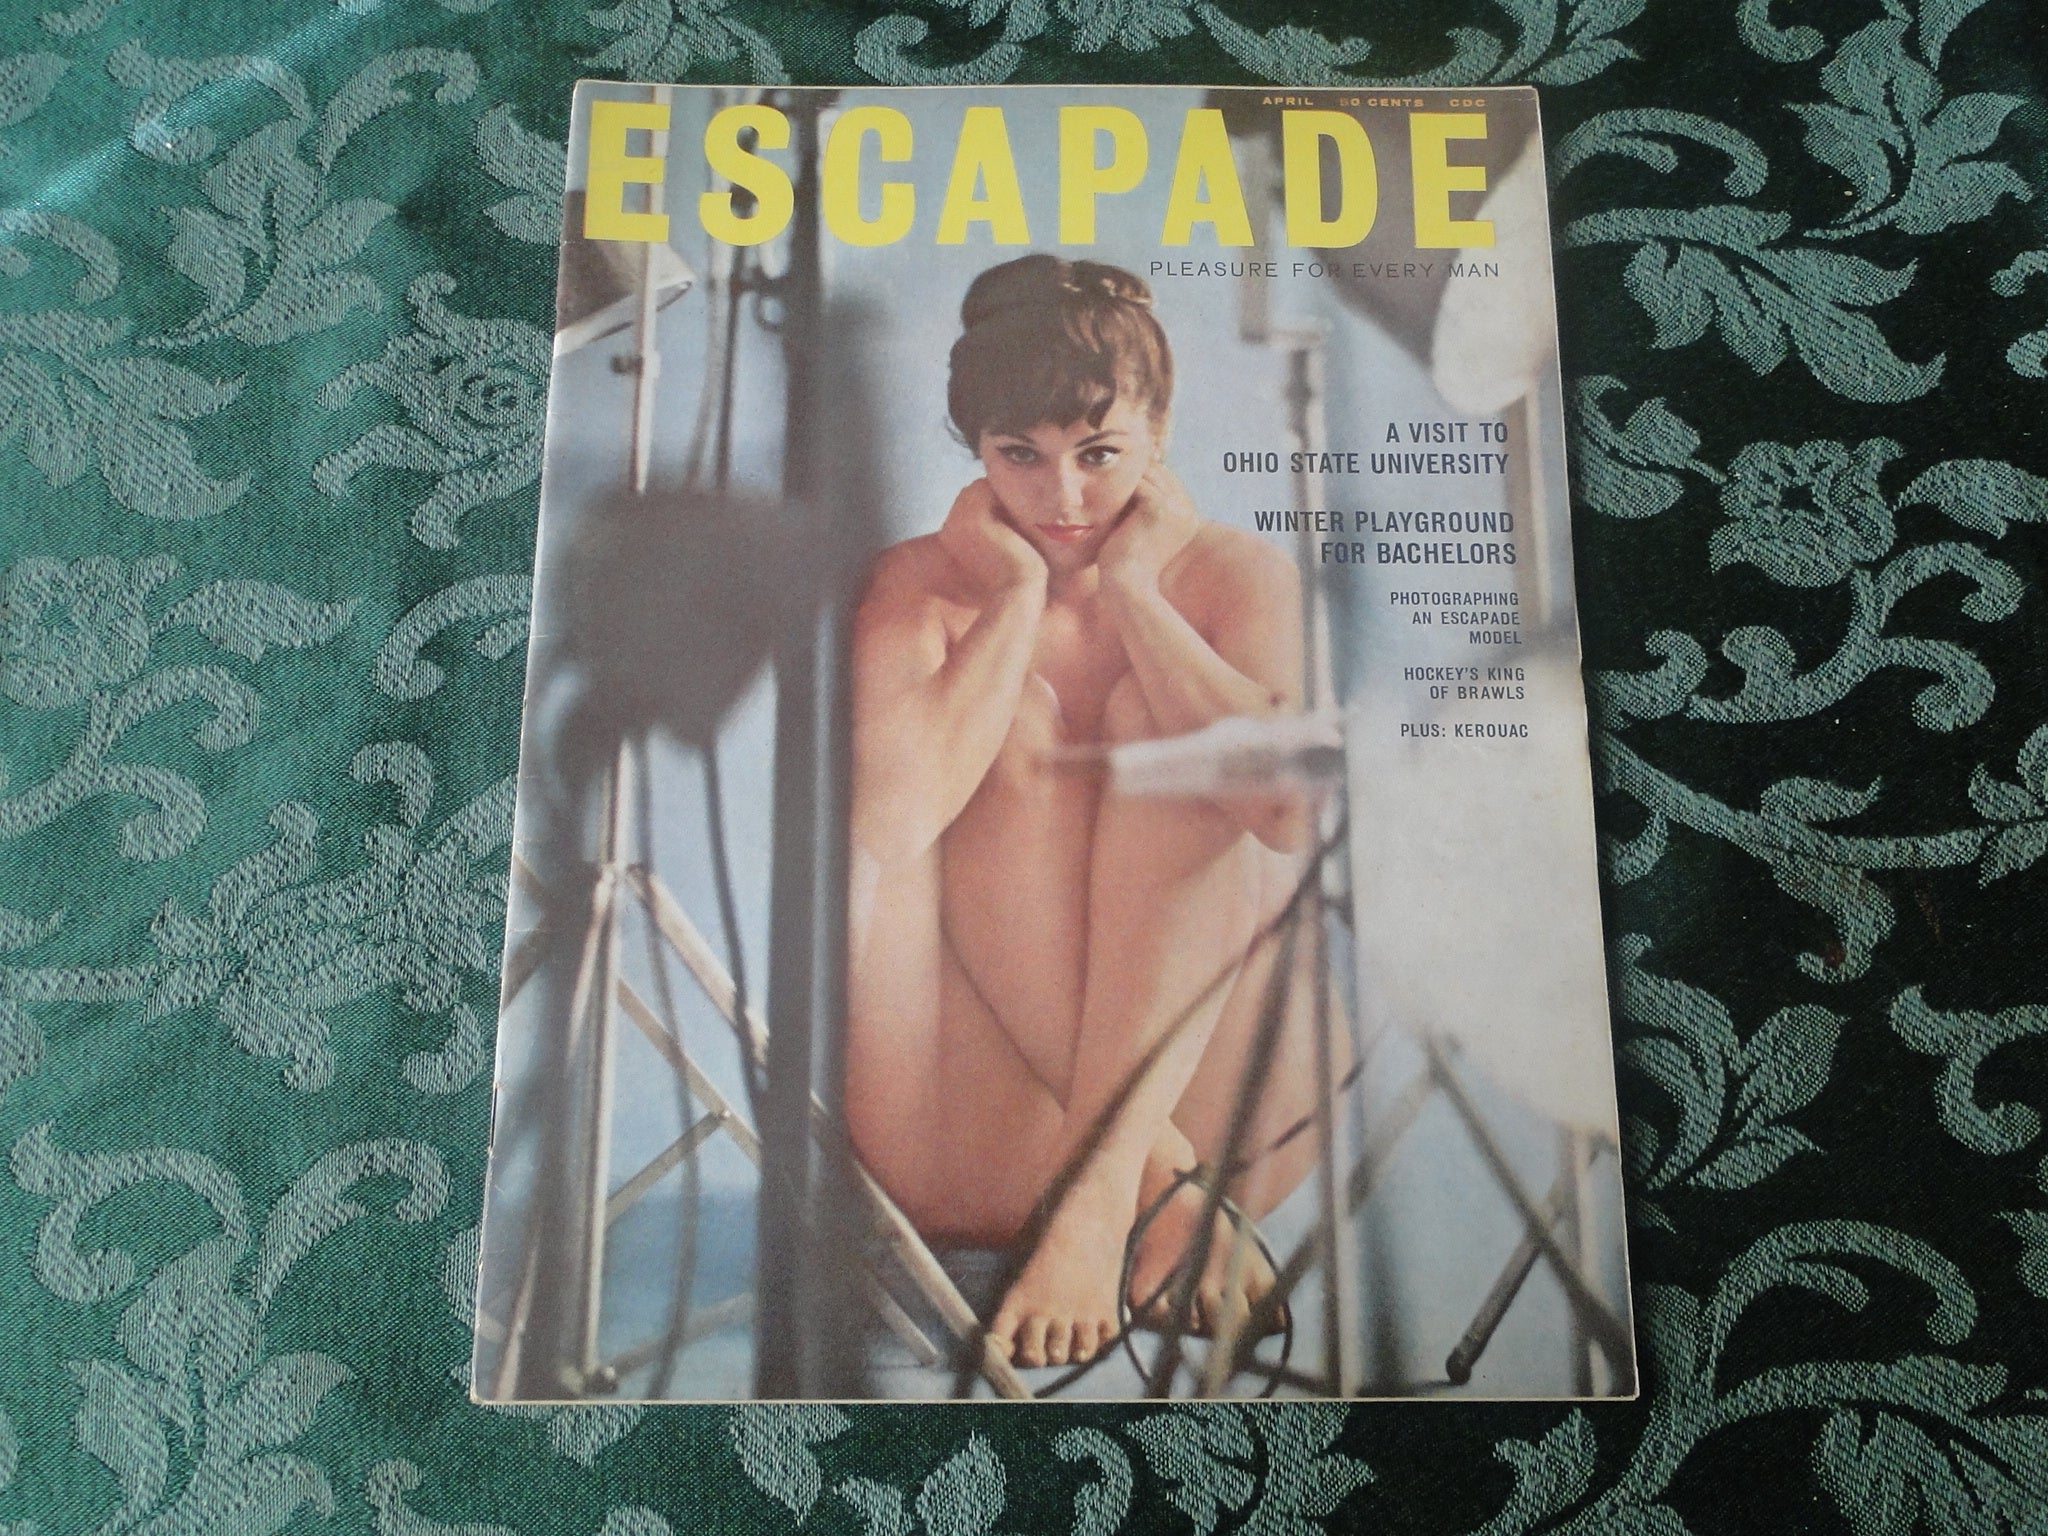 APRIL 50 CENTS CDC
ESCAPADE
PLEASURE FOR EVERY MAN
A VISIT TO
OHIO STATE UNIVERSITY
WINTER PLAYGROUND
FOR BACHELORS
PHOTOGRAPHING
AN ESCAPADE
MODEL
HOCKEY'S KING
OF BRAWLS
PLUS: KEROUAC